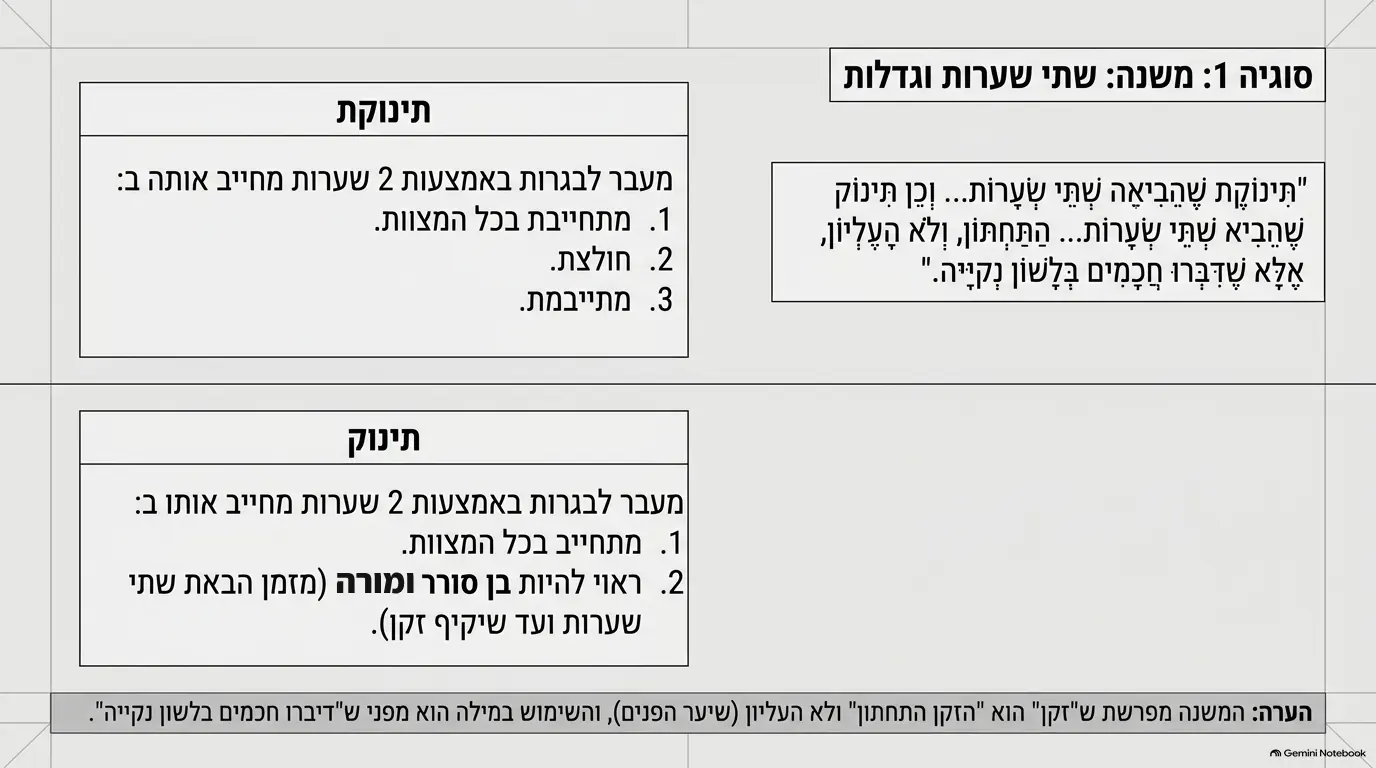 סוגיה 1: משנה: שתי שערות וגדלות
"תִּינוֹקֶת שֶׁהֵבִיאָה שְׁתֵּי שְׂעָרוֹת... וְכֵן תִּינוֹק
שֶׁהֵבִיא שְׁתֵּי שְׂעָרוֹת... הַתַּחְתּוֹן, וְלֹא הָעֶלְיוֹן,
אֶלָּא שֶׁדִּבְּרוּ חֲכָמִים בְּלָשׁוֹן נְקִיָּיה."
תינוקת
מעבר לבגרות באמצעות 2 שערות מחייב אותה ב:
1. מתחייבת בכל המצוות.
2. חולצת.
3. מתייבמת.
תינוק
מעבר לבגרות באמצעות 2 שערות מחייב אותו ב:
1. מתחייב בכל המצוות.
2. ראוי להיות בן סורר ומורה (מזמן הבאת שתי
שערות ועד שיקיף זקן).
הערה: המשנה מפרשת ש"זקן" הוא "הזקן התחתון" ולא העליון (שיער הפנים), והשימוש במילה הוא מפני ש"דיברו חכמים בלשון נקייה".
Gemini Notebook